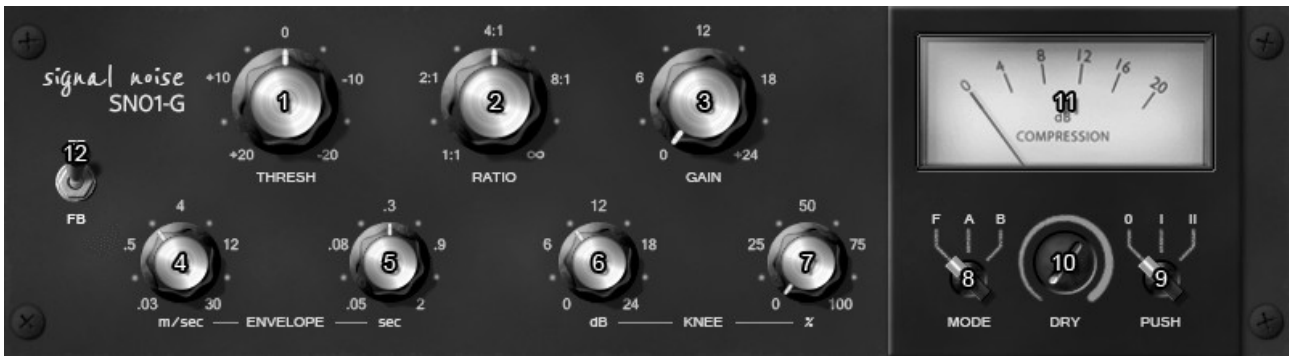 signal noise
SN01-G
0
+10 -10
+20 -20
1
THRESH
4:1
2:1 8:1
1:1 ∞
2
RATIO
12
6 18
0 +24
3
GAIN
0 4 8 12 16 20
11
dB
COMPRESSION
12
FB
4
.5 12
.03 30
4
m/sec
ENVELOPE
.3
.08 .9
.05 2
5
sec
12
6 18
0 24
6
dB
KNEE
50
25 75
0 100
7
%
F A B
8
MODE
10
DRY
0 I II
9
PUSH